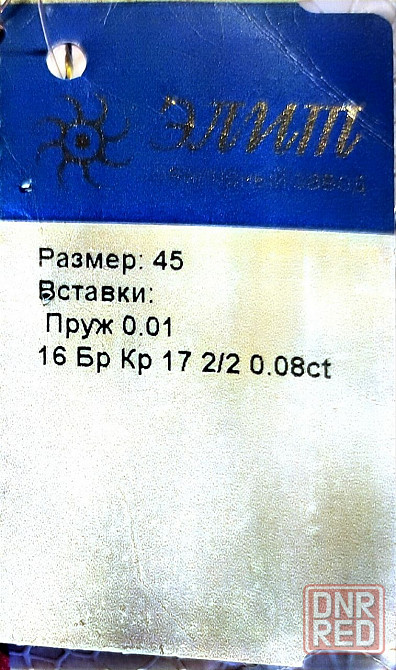 ЭЛИТ
Размер: 45
Вставки:
Пруж 0.01
16 Бр Кр 17 2/2 0.08ct
DNR
RED